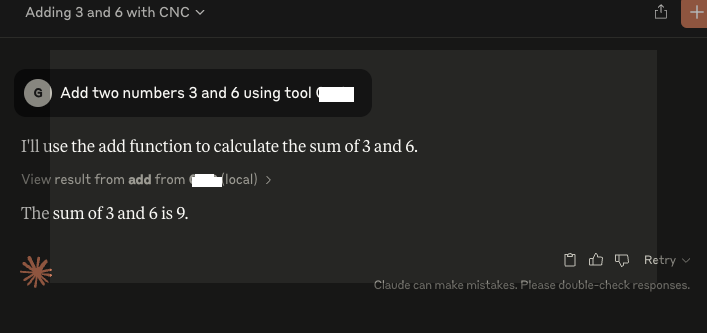 Adding 3 and 6 with CNC
G
Add two numbers 3 and 6 using tool
I'll use the add function to calculate the sum of 3 and 6.
View result from add from (local)
The sum of 3 and 6 is 9.
Retry
Claude can make mistakes. Please double-check responses.